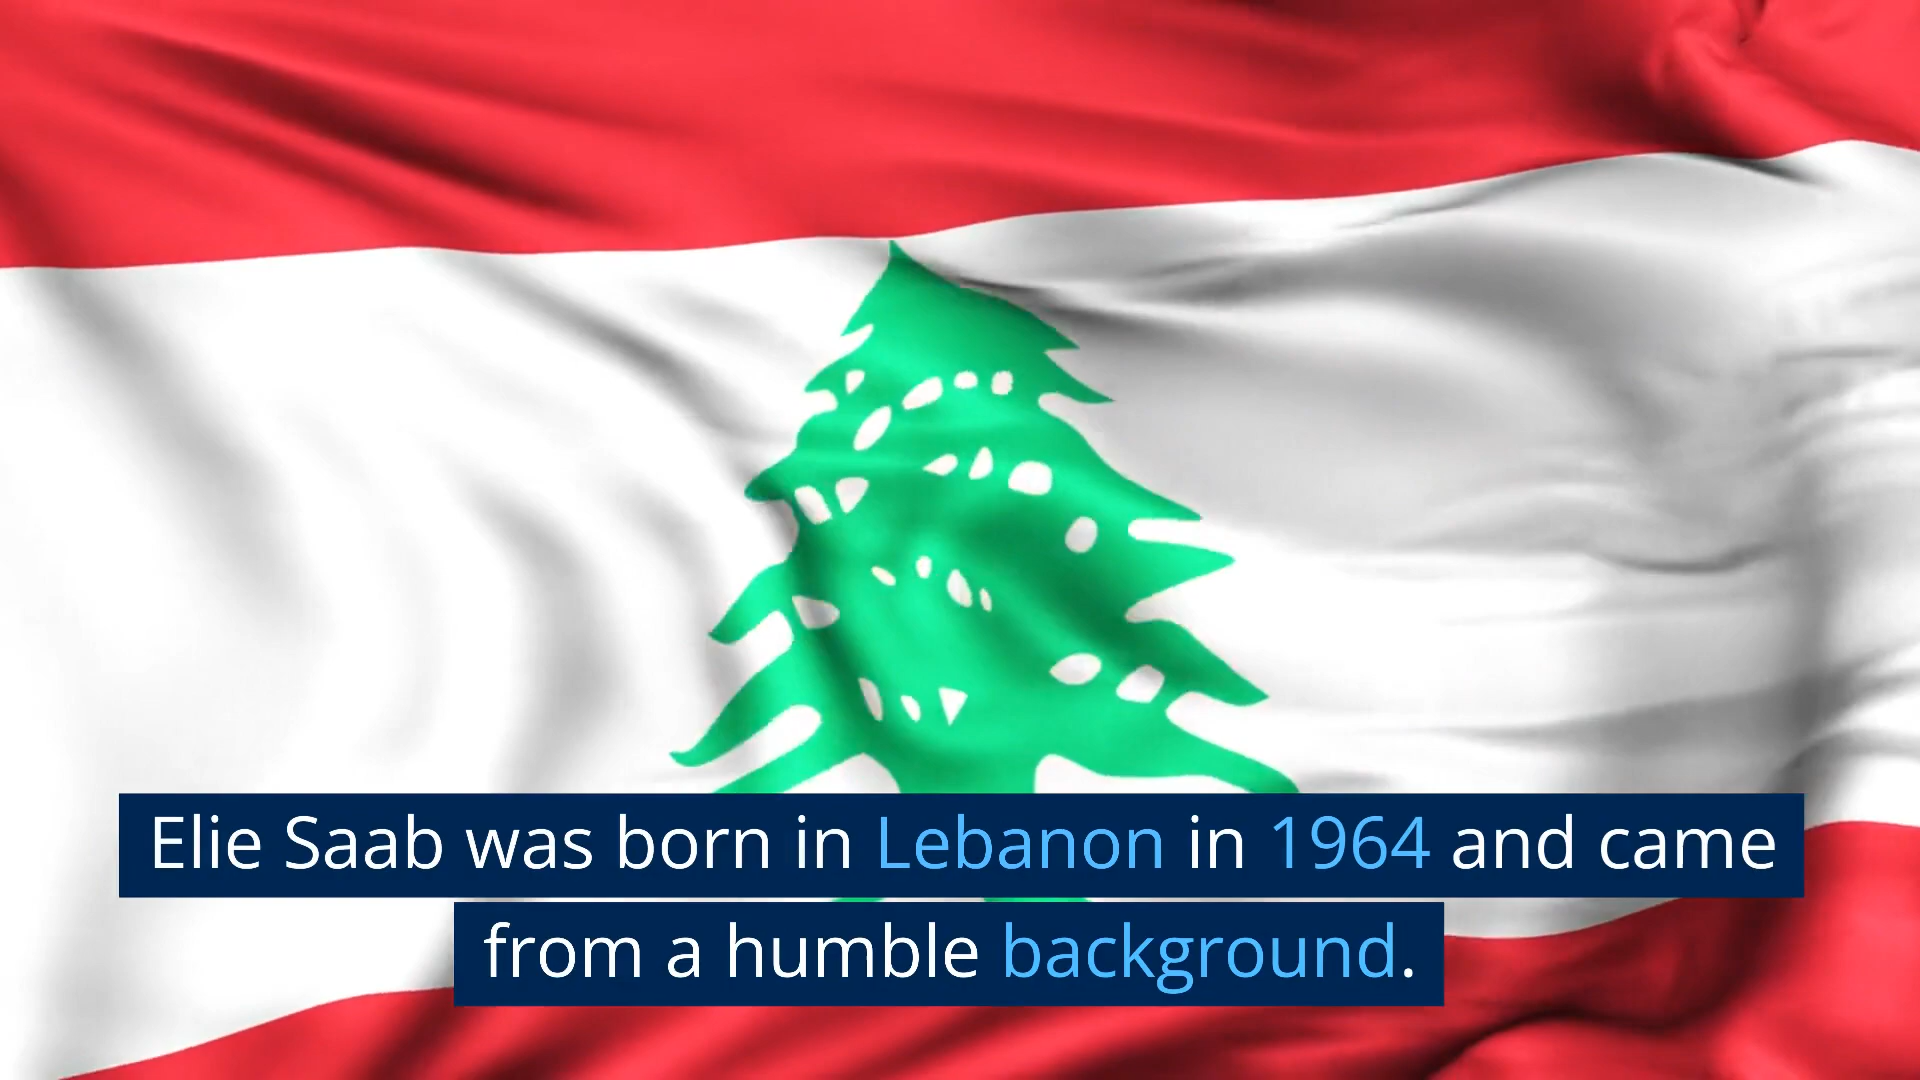 Elie Saab was born in Lebanon in 1964 and came
from a humble background.